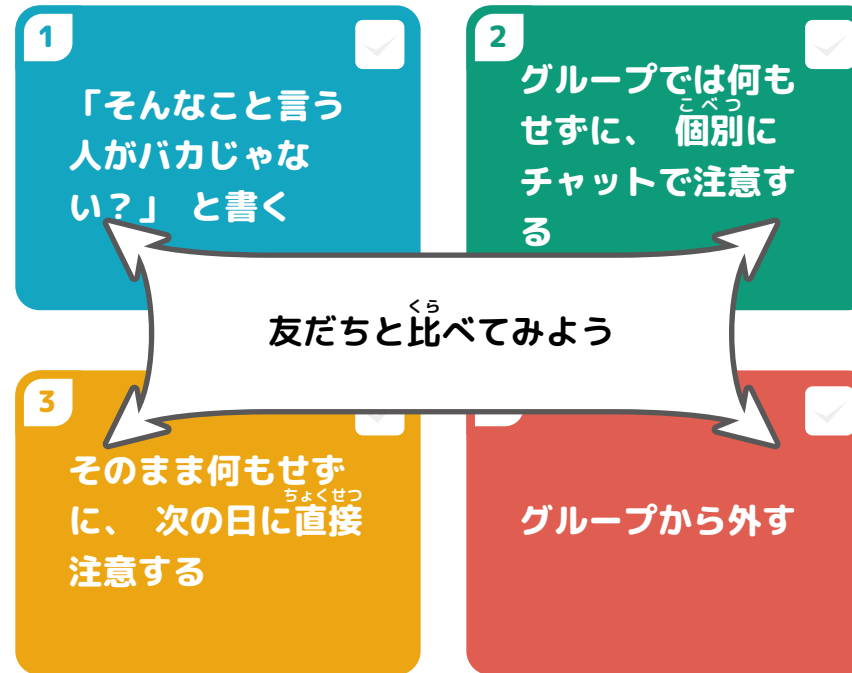 1
「そんなこと言う
人がバカじゃな
い？」 と書く
2
グループでは何も
こべつ
せずに、 個別に
チャットで注意す
る
くら
友だちと比べてみよう
3
そのまま何もせず
ちょくせつ
に、 次の日に直接
注意する
グループから外す